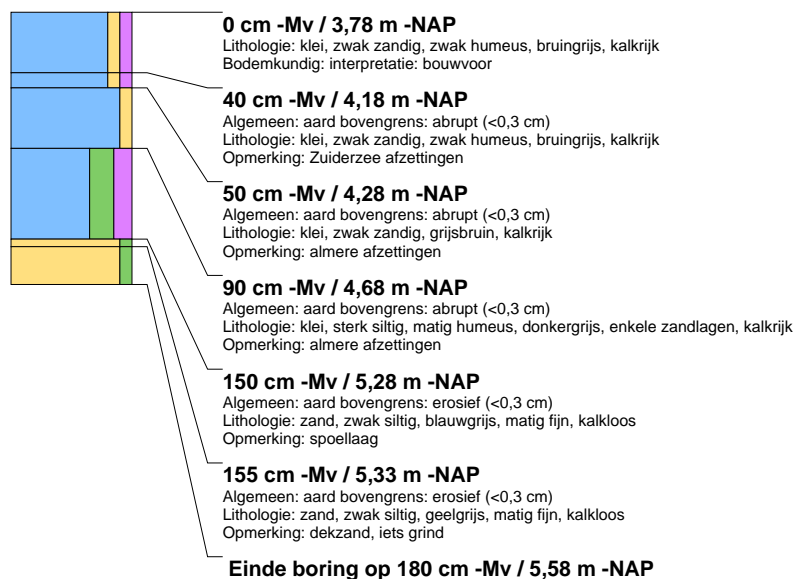 0 cm -Mv / 3,78 m -NAP
Lithologie: klei, zwak zandig, zwak humeus, bruingrijs, kalkrijk
Bodemkundig: interpretatie: bouwvoor
40 cm -Mv / 4,18 m -NAP
Algemeen: aard bovengrens: abrupt (<0,3 cm)
Lithologie: klei, zwak zandig, zwak humeus, bruingrijs, kalkrijk
Opmerking: Zuiderzee afzettingen
50 cm -Mv / 4,28 m -NAP
Algemeen: aard bovengrens: abrupt (<0,3 cm)
Lithologie: klei, zwak zandig, grijsbruin, kalkrijk
Opmerking: almere afzettingen
90 cm -Mv / 4,68 m -NAP
Algemeen: aard bovengrens: abrupt (<0,3 cm)
Lithologie: klei, sterk siltig, matig humeus, donkergrijs, enkele zandlagen, kalkrijk
Opmerking: almere afzettingen
150 cm -Mv / 5,28 m -NAP
Algemeen: aard bovengrens: erosief (<0,3 cm)
Lithologie: zand, zwak siltig, blauwgrijs, matig fijn, kalkloos
Opmerking: spoellaag
155 cm -Mv / 5,33 m -NAP
Algemeen: aard bovengrens: erosief (<0,3 cm)
Lithologie: zand, zwak siltig, geelgrijs, matig fijn, kalkloos
Opmerking: dekzand, iets grind
Einde boring op 180 cm -Mv / 5,58 m -NAP